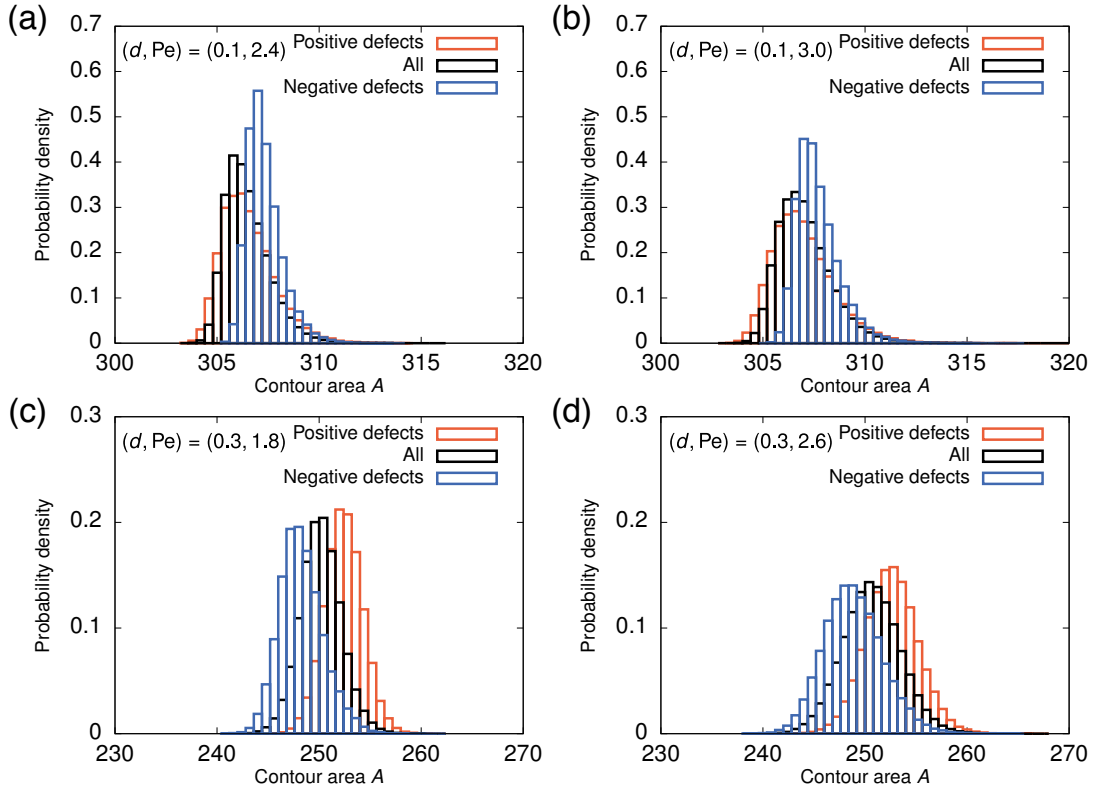 (a)
(d, Pe) = (0.1, 2.4)
Positive defects
All
Negative defects
Probability density
0.7
0.6
0.5
0.4
0.3
0.2
0.1
0
300
305
310
315
320
Contour area A
(b)
(d, Pe) = (0.1, 3.0)
Positive defects
All
Negative defects
Probability density
0.7
0.6
0.5
0.4
0.3
0.2
0.1
0
300
305
310
315
320
Contour area A
(c)
(d, Pe) = (0.3, 1.8)
Positive defects
All
Negative defects
Probability density
0.3
0.2
0.1
0
230
240
250
260
270
Contour area A
(d)
(d, Pe) = (0.3, 2.6)
Positive defects
All
Negative defects
Probability density
0.3
0.2
0.1
0
230
240
250
260
270
Contour area A